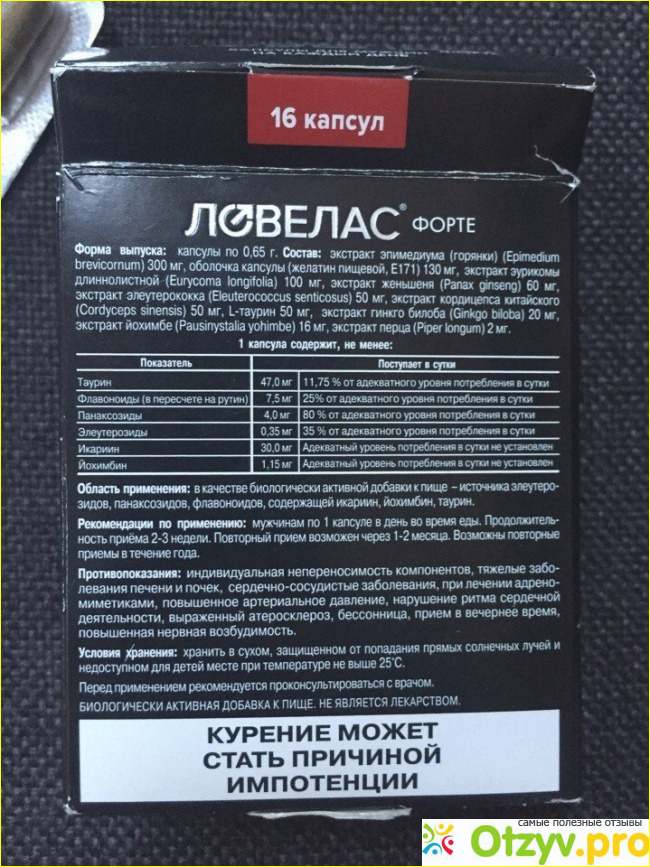 КАПСУЛЫ ДЛЯ МУЖЧИН
НА КАЖДЫЙ ДЕНЬ
16 капсул
ЛОВЕЛАС® ФОРТЕ
Форма выпуска: капсулы по 0,65 г. Состав: экстракт эпимедиума (горянки) (Epimedium
brevicornum) 300 мг, оболочка капсулы (желатин пищевой, Е171) 130 мг, экстракт эурикомы
длиннолистной (Eurycoma longifolia) 100 мг, экстракт женьшеня (Panax ginseng) 60 мг,
экстракт элеутерококка (Eleuterococcus senticosus) 50 мг, экстракт кордицепса китайского
(Cordyceps sinensis) 50 мг, L-таурин 50 мг, экстракт гинкго билоба (Ginkgo biloba) 20 мг,
экстракт йохимбе (Pausinystalia yohimbe) 16 мг, экстракт перца (Piper longum) 2 мг.
1 капсула содержит, не менее:
Показатель Поступает в сутки
Таурин 47,0 мг 11,75 % от адекватного уровня потребления в сутки
Флавоноиды (в пересчете на рутин) 7,5 мг 25% от адекватного уровня потребления в сутки
Панаксозиды 4,0 мг 80 % от адекватного уровня потребления в сутки
Элеутерозиды 0,35 мг 35 % от адекватного уровня потребления в сутки
Икариин 30,0 мг Адекватный уровень потребления в сутки не установлен
Йохимбин 1,15 мг Адекватный уровень потребления в сутки не установлен
Область применения: в качестве биологически активной добавки к пище – источника элеутеро-
зидов, панаксозидов, флавоноидов, содержащей икариин, йохимбин, таурин.
Рекомендации по применению: мужчинам по 1 капсуле в день во время еды. Продолжитель-
ность приёма 2-3 недели. Повторный прием возможен через 1-2 месяца. Возможны повторные
приемы в течение года.
Противопоказания: индивидуальная непереносимость компонентов, тяжелые забо-
левания печени и почек, сердечно-сосудистые заболевания, при лечении адрено-
миметиками, повышенное артериальное давление, нарушение ритма сердечной
деятельности, выраженный атеросклероз, бессонница, прием в вечернее время,
повышенная нервная возбудимость.
Условия хранения: хранить в сухом, защищенном от попадания прямых солнечных лучей и
недоступном для детей месте при температуре не выше 25°С.
Перед применением рекомендуется проконсультироваться с врачом.
БИОЛОГИЧЕСКИ АКТИВНАЯ ДОБАВКА К ПИЩЕ. НЕ ЯВЛЯЕТСЯ ЛЕКАРСТВОМ.
КУРЕНИЕ МОЖЕТ
СТАТЬ ПРИЧИНОЙ
ИМПОТЕНЦИИ
самые полезные отзывы
Otzyv.pro